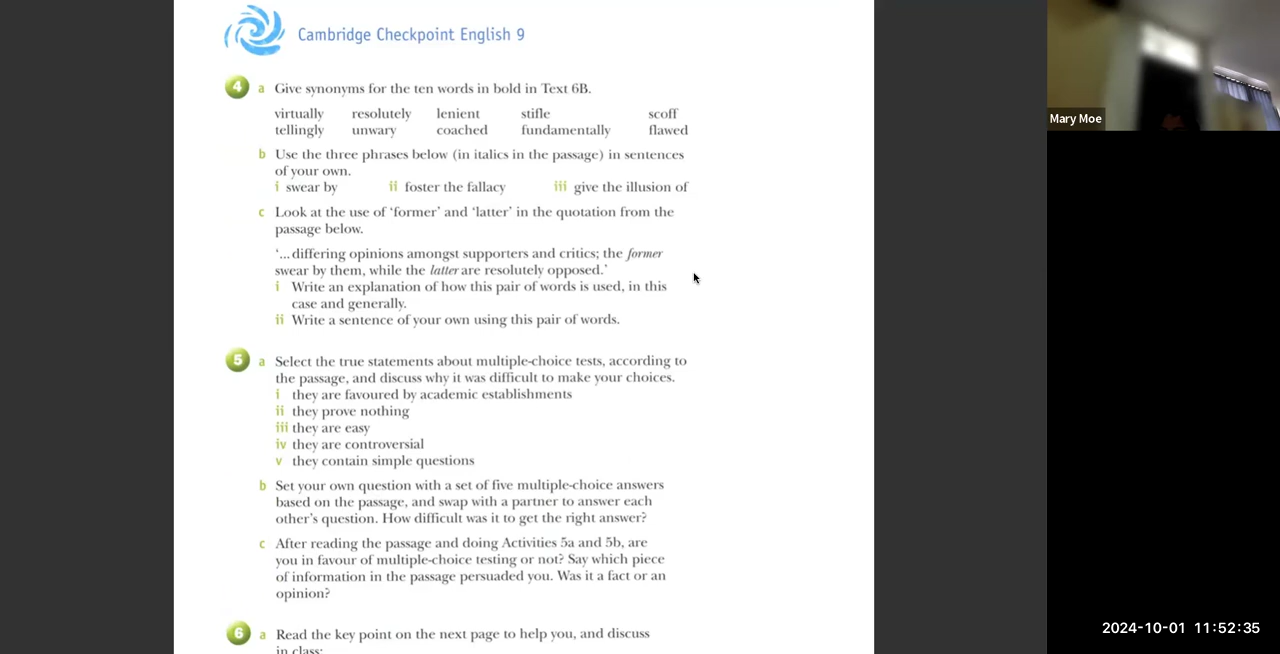 Cambridge Checkpoint English 9
4 a Give synonyms for the ten words in bold in Text 6B.
virtually resolutely lenient stifle scoff
tellingly unwary coached fundamentally flawed
b Use the three phrases below (in italics in the passage) in sentences
of your own.
i swear by ii foster the fallacy iii give the illusion of
c Look at the use of ‘former’ and ‘latter’ in the quotation from the
passage below.
‘... differing opinions amongst supporters and critics; the former
swear by them, while the latter are resolutely opposed.’
i Write an explanation of how this pair of words is used, in this
case and generally.
ii Write a sentence of your own using this pair of words.
5 a Select the true statements about multiple-choice tests, according to
the passage, and discuss why it was difficult to make your choices.
i they are favoured by academic establishments
ii they prove nothing
iii they are easy
iv they are controversial
v they contain simple questions
b Set your own question with a set of five multiple-choice answers
based on the passage, and swap with a partner to answer each
other’s question. How difficult was it to get the right answer?
c After reading the passage and doing Activities 5a and 5b, are
you in favour of multiple-choice testing or not? Say which piece
of information in the passage persuaded you. Was it a fact or an
opinion?
6 a Read the key point on the next page to help you, and discuss
in class:
Mary Moe
2024-10-01 11:52:35